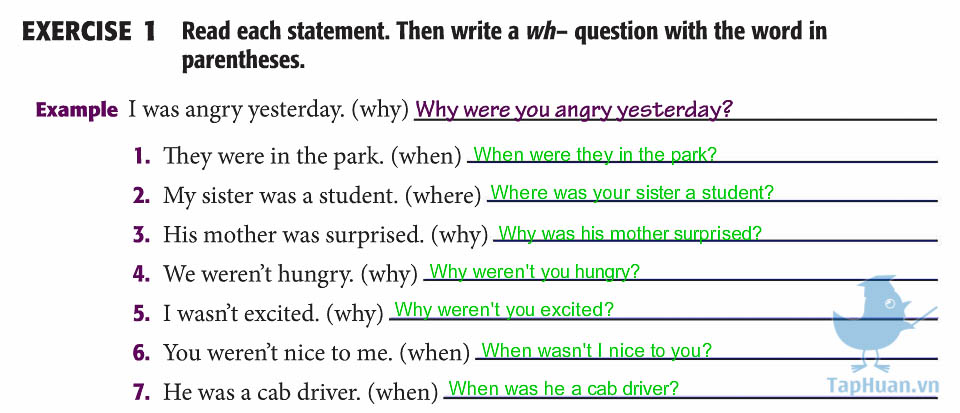 EXERCISE 1 Read each statement. Then write a wh– question with the word in
parentheses.
Example I was angry yesterday. (why) Why were you angry yesterday?
1. They were in the park. (when) When were they in the park?
2. My sister was a student. (where) Where was your sister a student?
3. His mother was surprised. (why) Why was his mother surprised?
4. We weren't hungry. (why) Why weren't you hungry?
5. I wasn't excited. (why) Why weren't you excited?
6. You weren't nice to me. (when) When wasn't I nice to you?
7. He was a cab driver. (when) When was he a cab driver?
TapHuan.vn